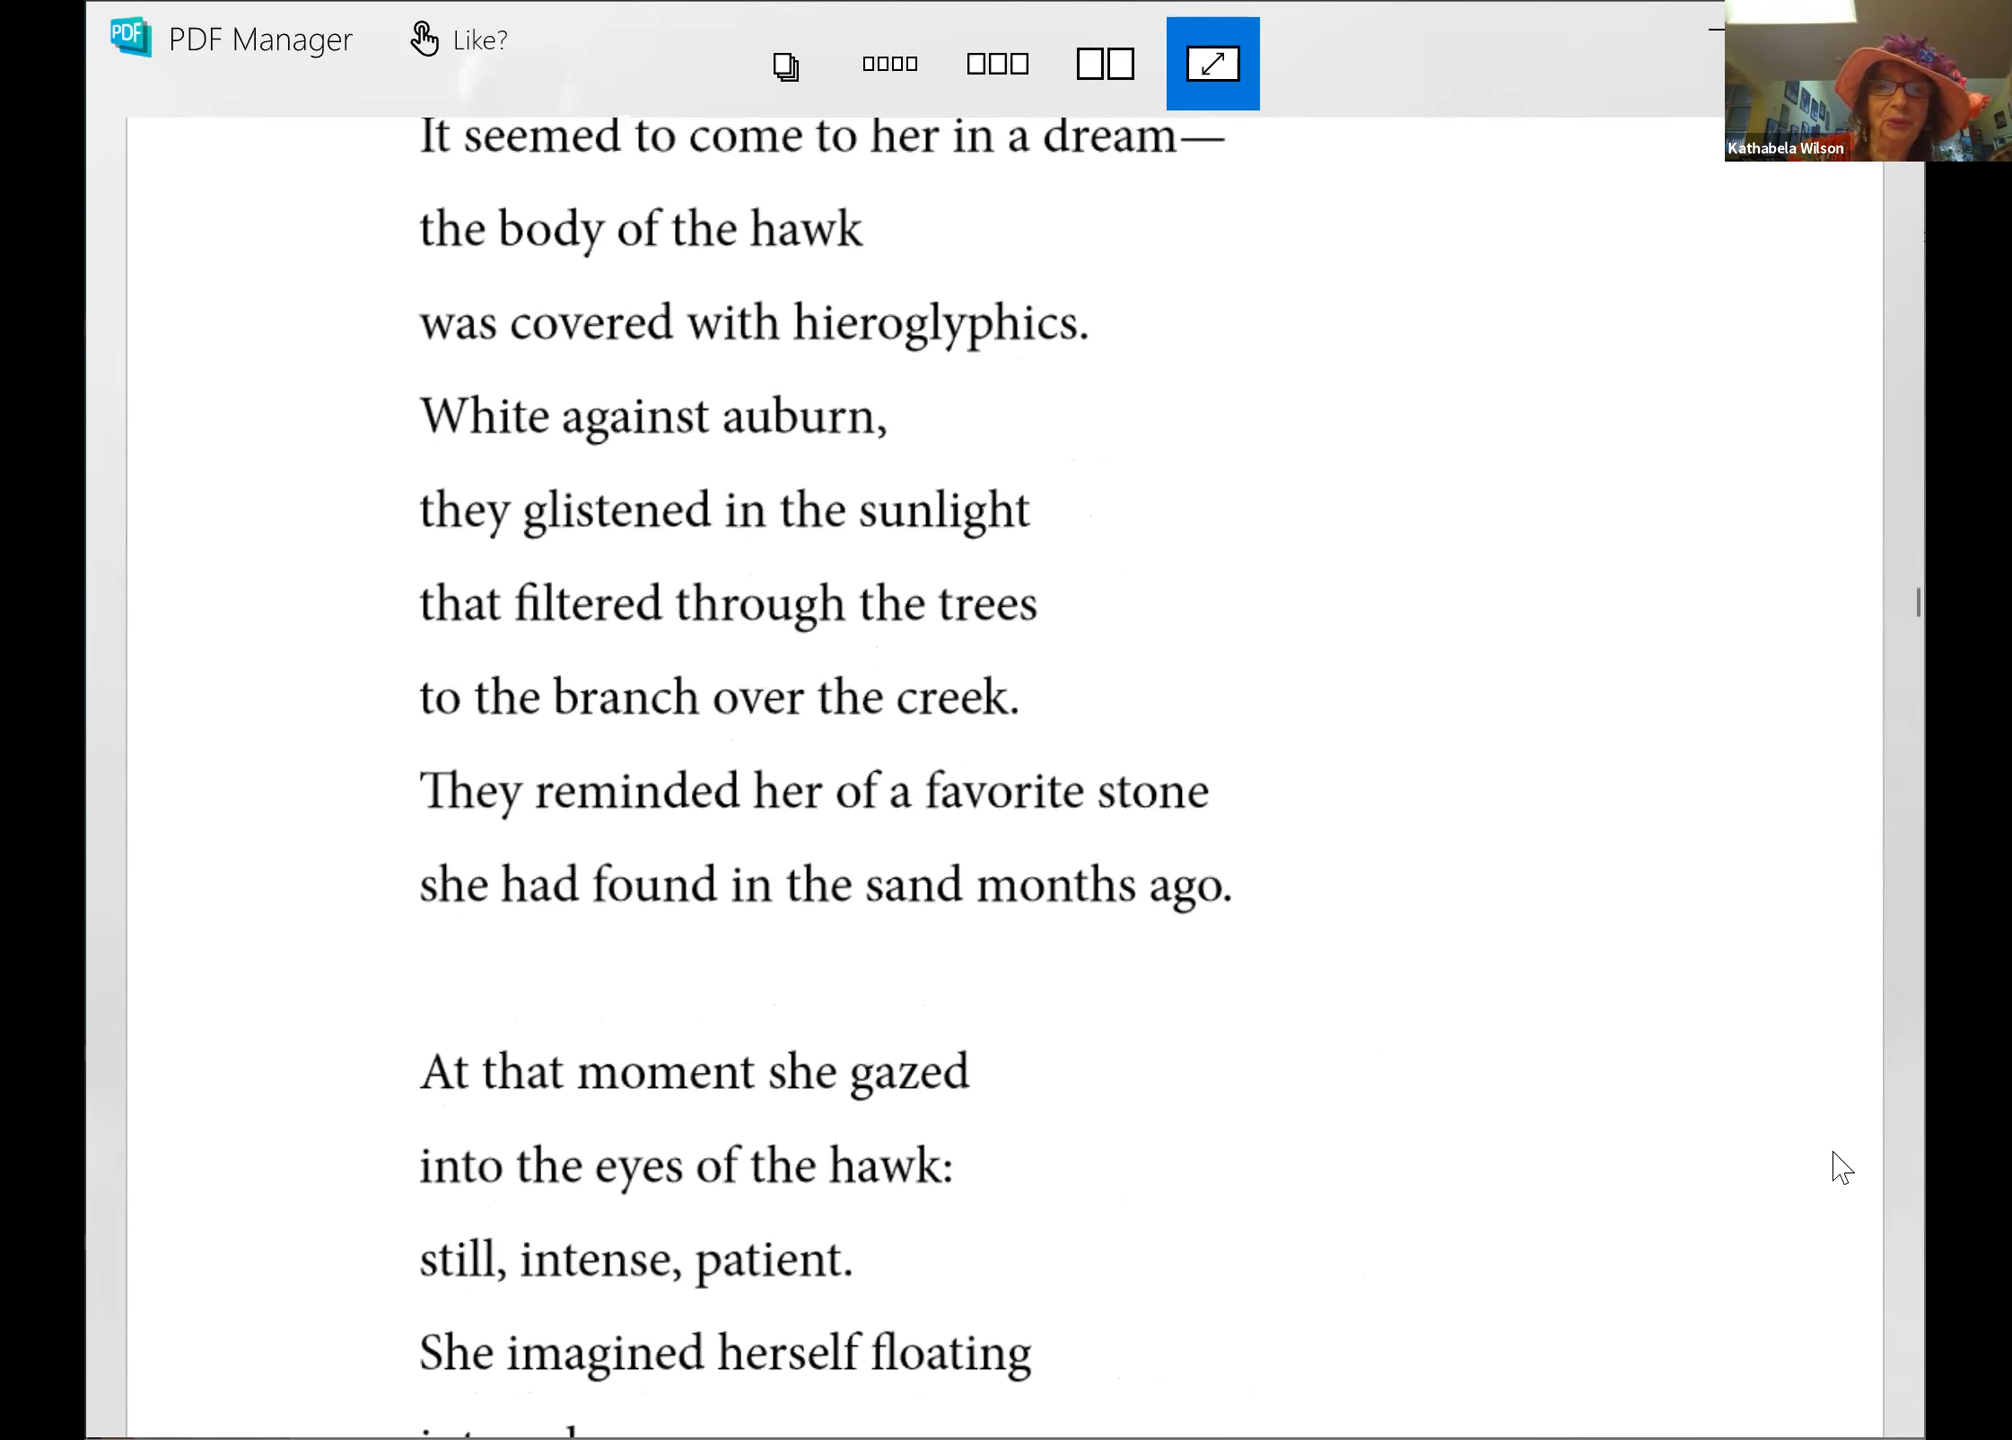 PDF PDF Manager Like?
Kathabela Wilson
It seemed to come to her in a dream—
the body of the hawk
was covered with hieroglyphics.
White against auburn,
they glistened in the sunlight
that filtered through the trees
to the branch over the creek.
They reminded her of a favorite stone
she had found in the sand months ago.
At that moment she gazed
into the eyes of the hawk:
still, intense, patient.
She imagined herself floating